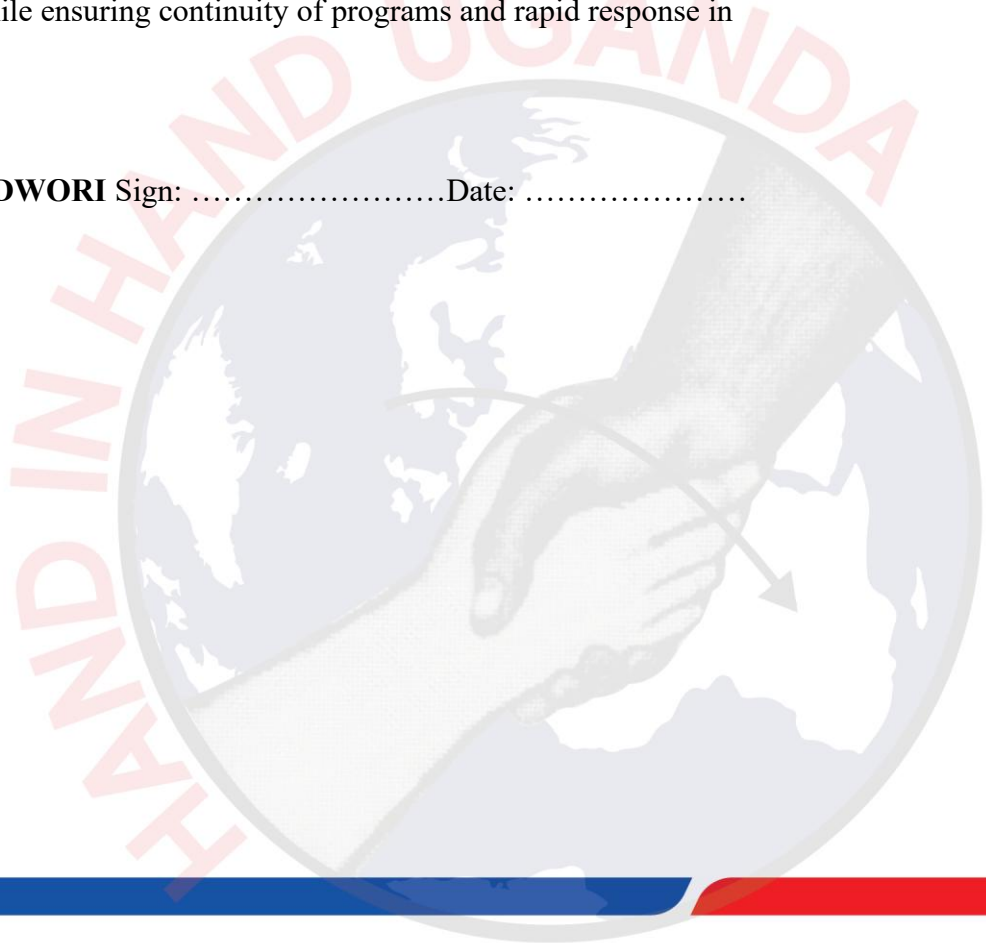 ile ensuring continuity of programs and rapid response in
OWORI Sign: ……………………Date: …………………
HAND IN HAND UGANDA